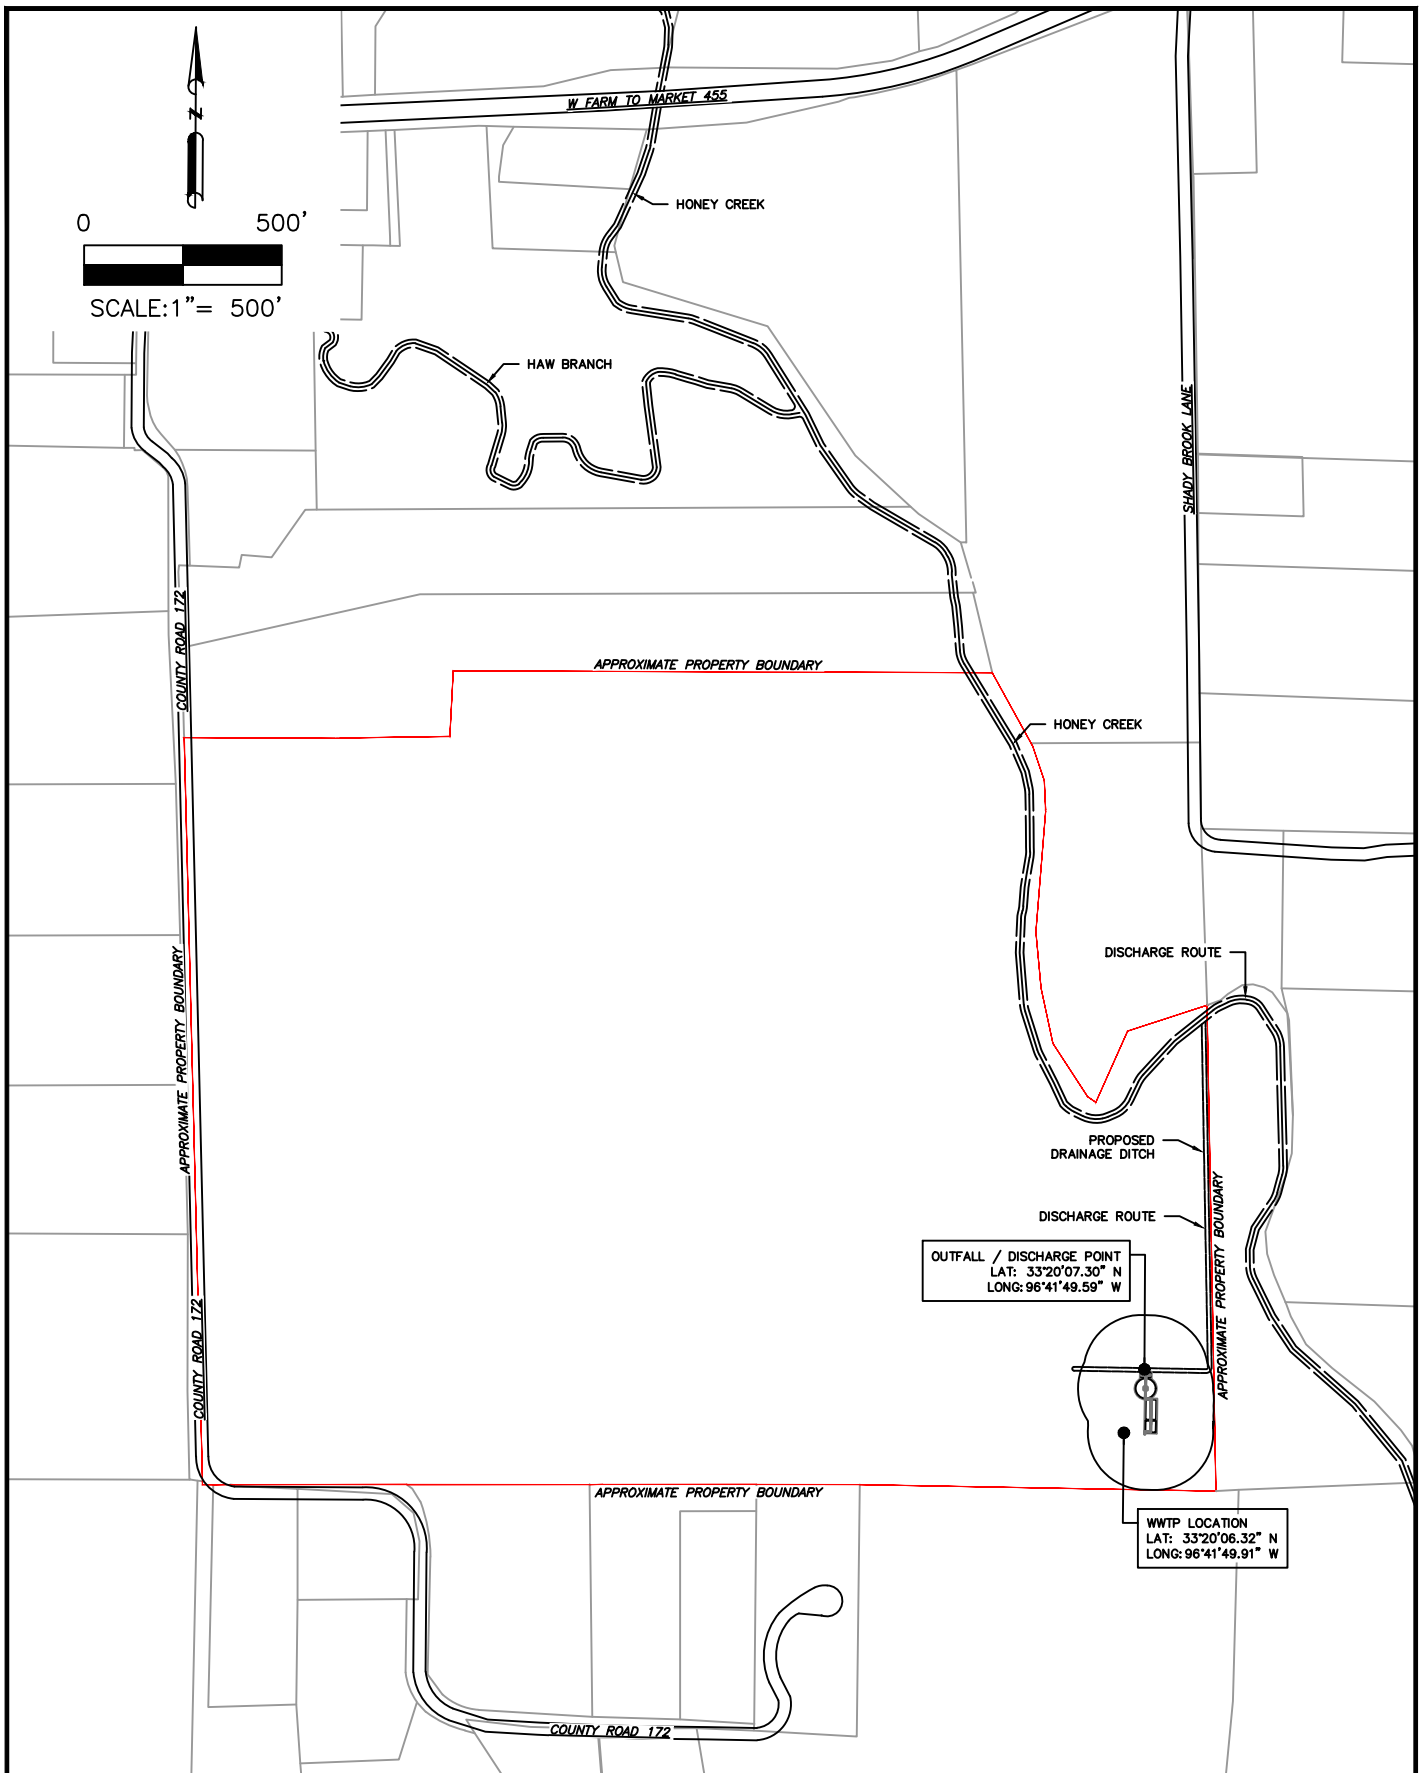 W FARM TO MARKET 455
N
HONEY CREEK
0 500'
SCALE:1"= 500'
HAW BRANCH
SHADY BROOK LANE
COUNTY ROAD 172
APPROXIMATE PROPERTY BOUNDARY
HONEY CREEK
APPROXIMATE PROPERTY BOUNDARY
DISCHARGE ROUTE
PROPOSED
DRAINAGE DITCH
DISCHARGE ROUTE
APPROXIMATE PROPERTY BOUNDARY
OUTFALL / DISCHARGE POINT
LAT: 33°20'07.30" N
LONG: 96°41'49.59" W
COUNTY ROAD 172
APPROXIMATE PROPERTY BOUNDARY
WWTP LOCATION
LAT: 33°20'06.32" N
LONG: 96°41'49.91" W
COUNTY ROAD 172